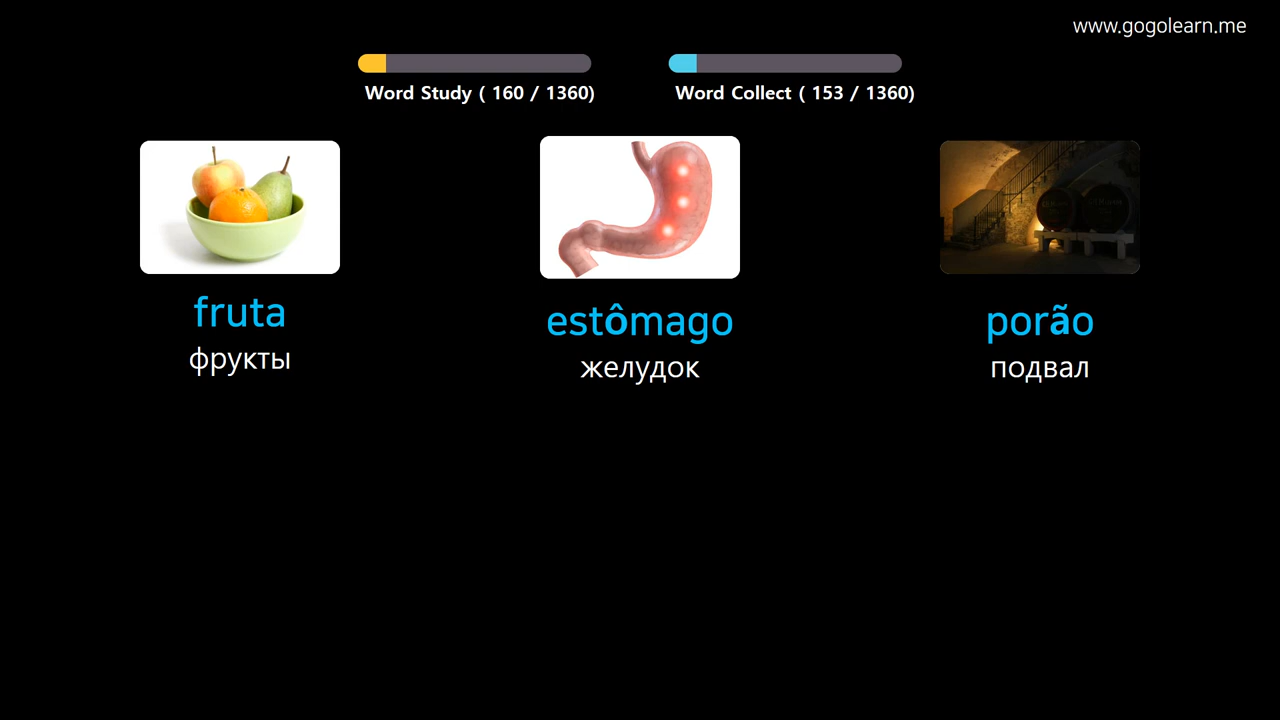 www.gogolearn.me
Word Study ( 160 / 1360)
Word Collect ( 153 / 1360)
fruta
фрукты
estômago
желудок
porão
подвал